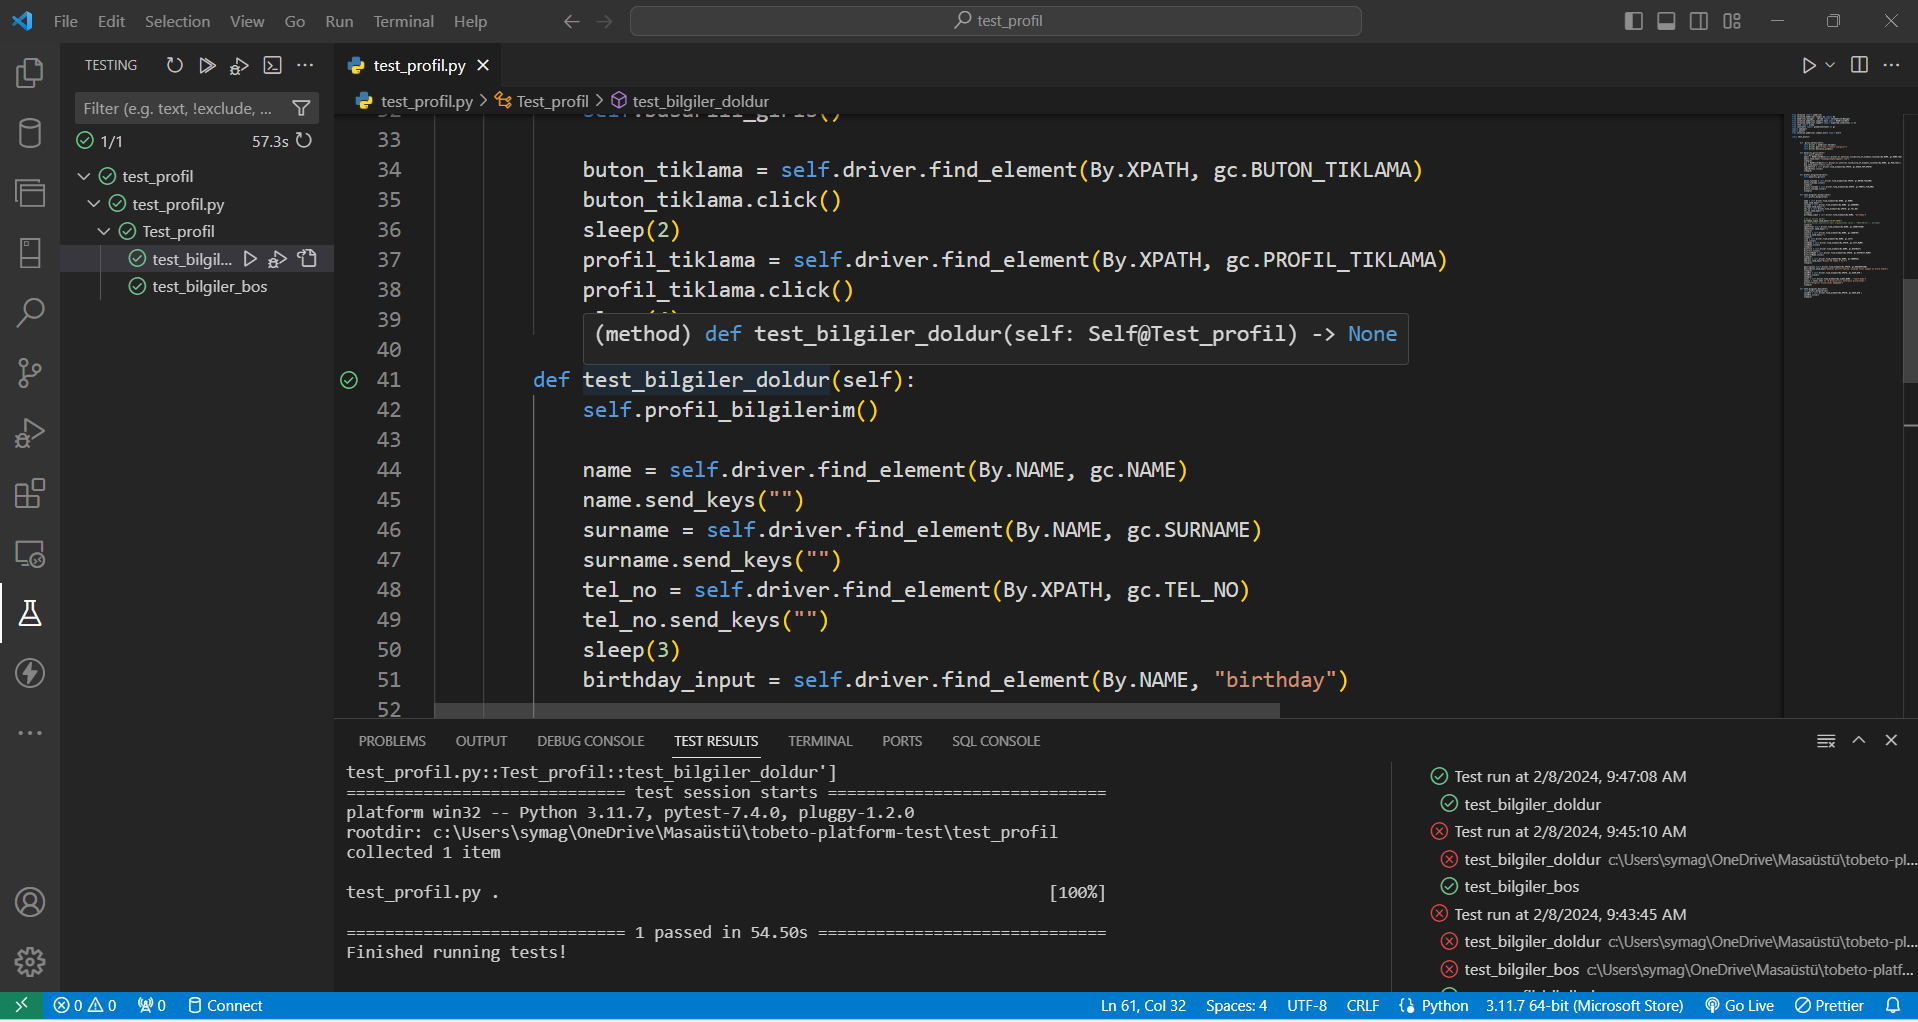 File Edit Selection View Go Run Terminal Help
test_profil
TESTING
Filter (e.g. text, !exclude, ...
1/1
57.3s
test_profil
test_profil.py
Test_profil
test_bilgil...
test_bilgiler_bos
test_profil.py
test_profil.py > Test_profil > test_bilgiler_doldur
33
34 buton_tiklama = self.driver.find_element(By.XPATH, gc.BUTON_TIKLAMA)
35 buton_tiklama.click()
36 sleep(2)
37 profil_tiklama = self.driver.find_element(By.XPATH, gc.PROFIL_TIKLAMA)
38 profil_tiklama.click()
39
(method) def test_bilgiler_doldur(self: Self@Test_profil) -> None
40
41 def test_bilgiler_doldur(self):
42 self.profil_bilgilerim()
43
44 name = self.driver.find_element(By.NAME, gc.NAME)
45 name.send_keys("")
46 surname = self.driver.find_element(By.NAME, gc.SURNAME)
47 surname.send_keys("")
48 tel_no = self.driver.find_element(By.XPATH, gc.TEL_NO)
49 tel_no.send_keys("")
50 sleep(3)
51 birthday_input = self.driver.find_element(By.NAME, "birthday")
52
PROBLEMS OUTPUT DEBUG CONSOLE TEST RESULTS TERMINAL PORTS SQL CONSOLE
test_profil.py::Test_profil::test_bilgiler_doldur']
============================= test session starts =============================
platform win32 -- Python 3.11.7, pytest-7.4.0, pluggy-1.2.0
rootdir: c:\Users\symag\OneDrive\Masaüstü\tobeto-platform-test\test_profil
collected 1 item
test_profil.py . [100%]
============================= 1 passed in 54.50s ==============================
Finished running tests!
Test run at 2/8/2024, 9:47:08 AM
test_bilgiler_doldur
Test run at 2/8/2024, 9:45:10 AM
test_bilgiler_doldur c:\Users\symag\OneDrive\Masaüstü\tobeto-pl...
test_bilgiler_bos
Test run at 2/8/2024, 9:43:45 AM
test_bilgiler_doldur c:\Users\symag\OneDrive\Masaüstü\tobeto-pl...
test_bilgiler_bos c:\Users\symag\OneDrive\Masaüstü\tobeto-platf...
0 0 0 Connect
Ln 61, Col 32 Spaces: 4 UTF-8 CRLF Python 3.11.7 64-bit (Microsoft Store) Go Live Prettier